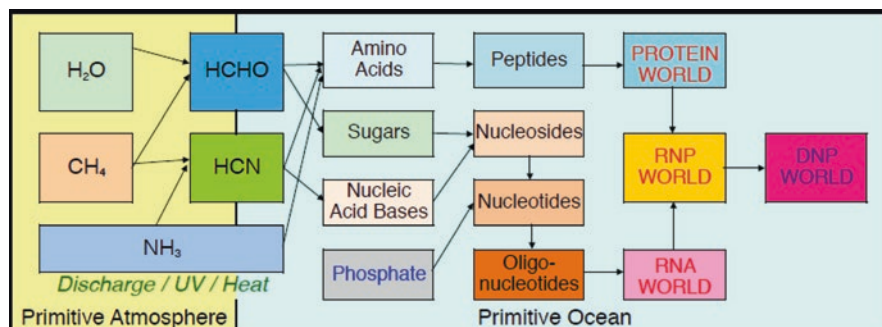 H₂O
HCHO
Amino
Acids
Peptides
PROTEIN
WORLD
Sugars
Nucleosides
CH₄
HCN
RNP
WORLD
DNP
WORLD
Nucleic
Acid Bases
Nucleotides
NH₃
Phosphate
Oligo-
nucleotides
RNA
WORLD
Discharge / UV / Heat
Primitive Atmosphere
Primitive Ocean